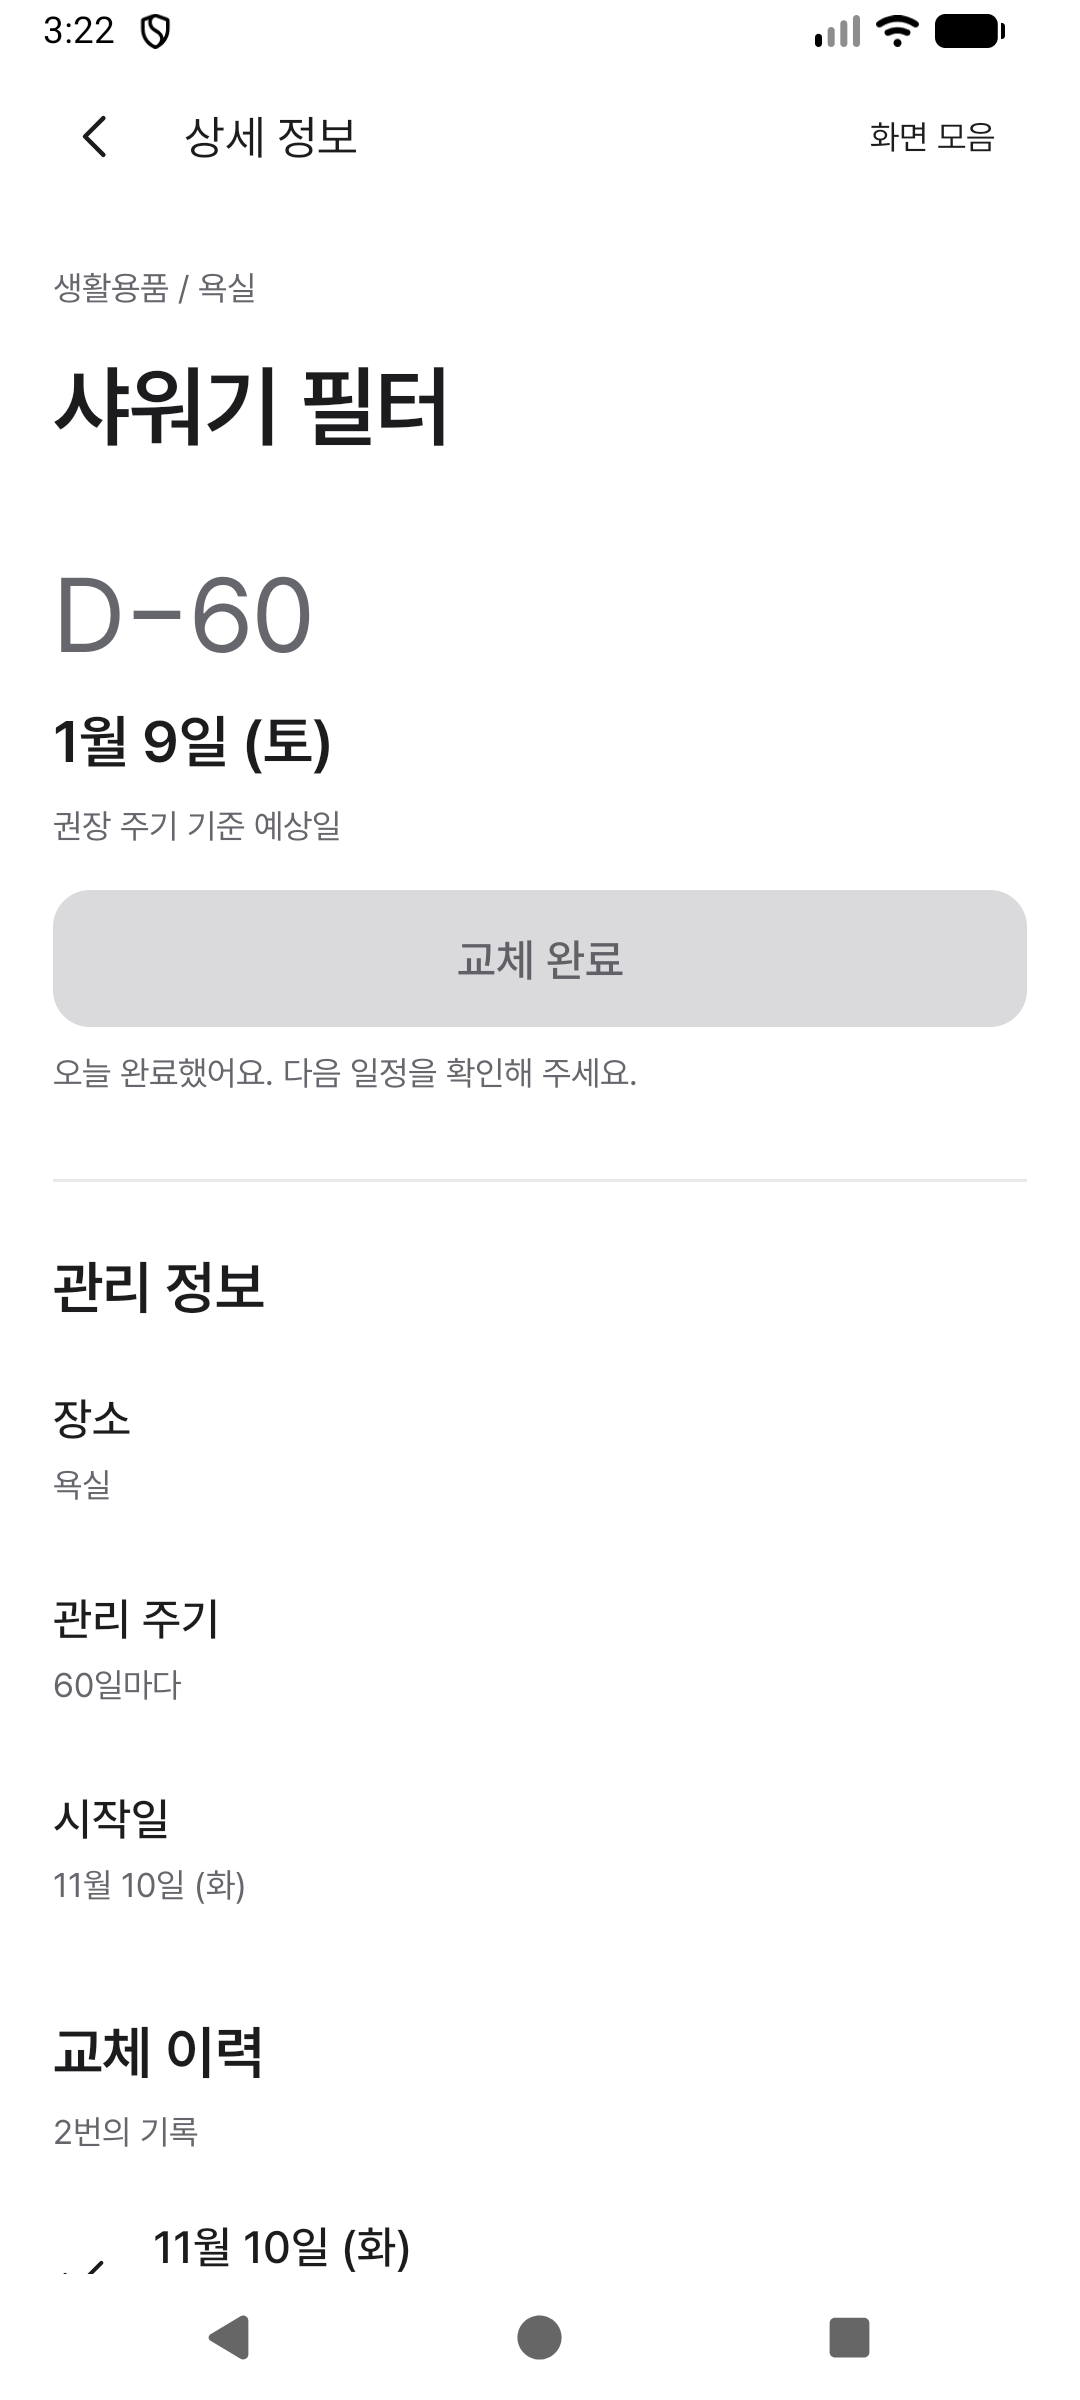 3:22
상세 정보
화면 모음
생활용품 / 욕실
샤워기 필터
D-60
1월 9일 (토)
권장 주기 기준 예상일
교체 완료
오늘 완료했어요. 다음 일정을 확인해 주세요.
관리 정보
장소
욕실
관리 주기
60일마다
시작일
11월 10일 (화)
교체 이력
2번의 기록
11월 10일 (화)